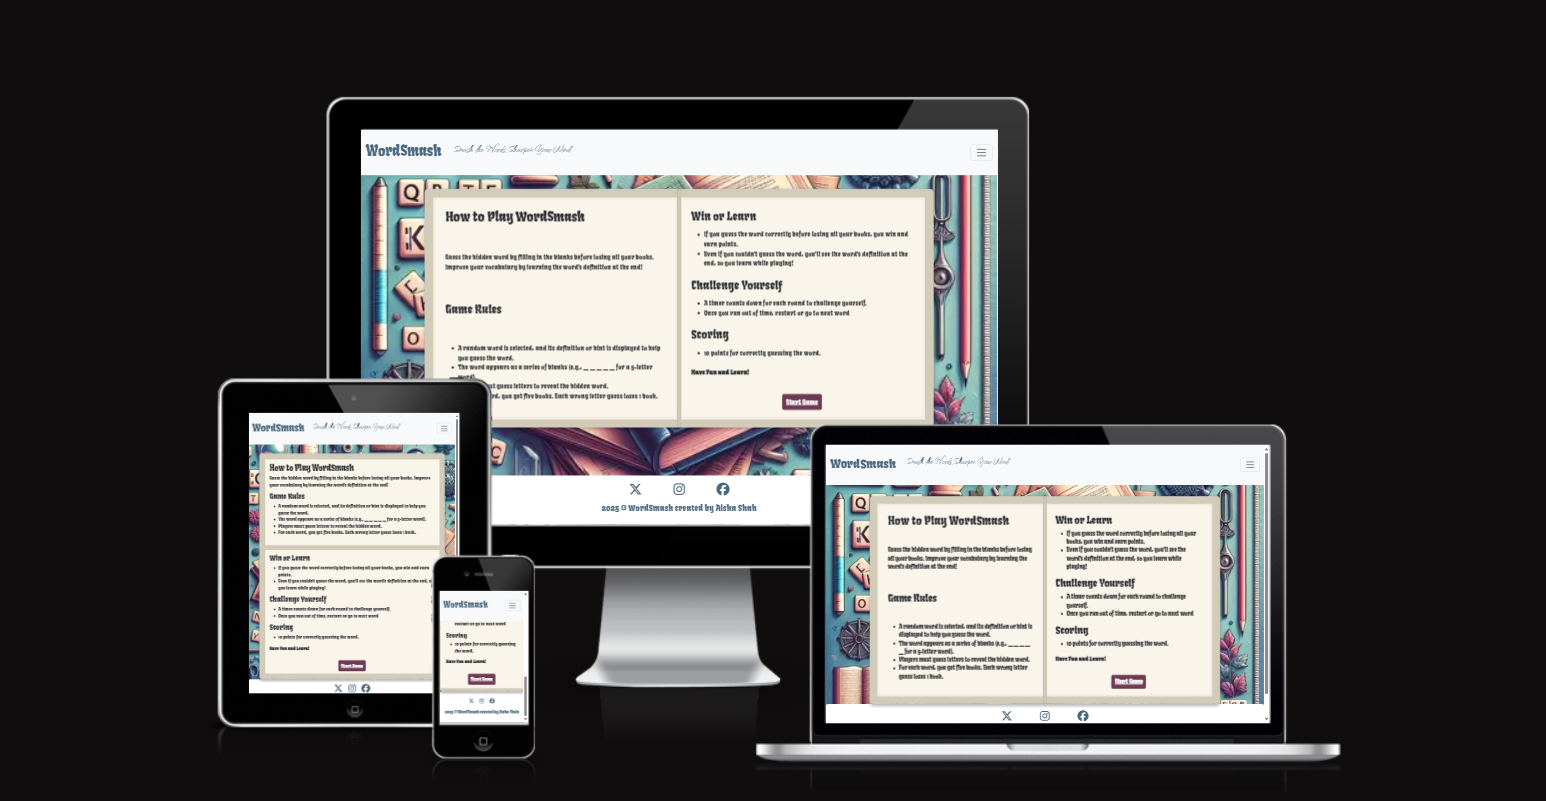 WordSmash Smash the Words, Sharpen Your Mind
How to Play WordSmash
Guess the hidden word by filling in the blanks before losing all your books.
Improve your vocabulary by learning the word's definition at the end!
Game Rules
A random word is selected, and its definition or hint is displayed to help
you guess the word.
The word appears as a series of blanks (e.g., _ _ _ _ _ for a 5-letter
word).
must guess letters to reveal the hidden word.
word, you get five books. Each wrong letter guess loses 1 book.
Win or Learn
If you guess the word correctly before losing all your books, you win and
earn points.
Even if you couldn't guess the word, you'll see the word's definition at the
end, so you learn while playing!
Challenge Yourself
A timer counts down for each round to challenge yourself.
Once you run out of time, restart or go to next word
Scoring
10 points for correctly guessing the word.
Have Fun and Learn!
Start Game
2025 © WordSmash created by Aisha Shah
WordSmash Smash the Words, Sharpen Your Mind
How to Play WordSmash
Guess the hidden word by filling in the blanks before losing all your books. Improve
your vocabulary by learning the word's definition at the end!
Game Rules
A random word is selected, and its definition or hint is displayed to help you
guess the word.
The word appears as a series of blanks (e.g., _ _ _ _ _ for a 5-letter word).
Players must guess letters to reveal the hidden word.
For each word, you get five books. Each wrong letter guess loses 1 book.
Win or Learn
If you guess the word correctly before losing all your books, you win and earn
points.
Even if you couldn't guess the word, you'll see the word's definition at the end, so
you learn while playing!
Challenge Yourself
A timer counts down for each round to challenge yourself.
Once you run out of time, restart or go to next word
Scoring
10 points for correctly guessing the word.
Have Fun and Learn!
Start Game
WordSmash
restart or go to next word
Scoring
10 points for correctly guessing
the word.
Have Fun and Learn!
Start Game
2025 © WordSmash created by Aisha Shah
WordSmash Smash the Words, Sharpen Your Mind
How to Play WordSmash
Guess the hidden word by filling in the blanks before losing
all your books. Improve your vocabulary by learning the
word's definition at the end!
Game Rules
A random word is selected, and its definition or hint is
displayed to help you guess the word.
The word appears as a series of blanks (e.g., _ _ _ _
_ for a 5-letter word).
Players must guess letters to reveal the hidden word.
For each word, you get five books. Each wrong letter
guess loses 1 book.
Win or Learn
If you guess the word correctly before losing all your
books, you win and earn points.
Even if you couldn't guess the word, you'll see the
word's definition at the end, so you learn while
playing!
Challenge Yourself
A timer counts down for each round to challenge
yourself.
Once you run out of time, restart or go to next word
Scoring
10 points for correctly guessing the word.
Have Fun and Learn!
Start Game